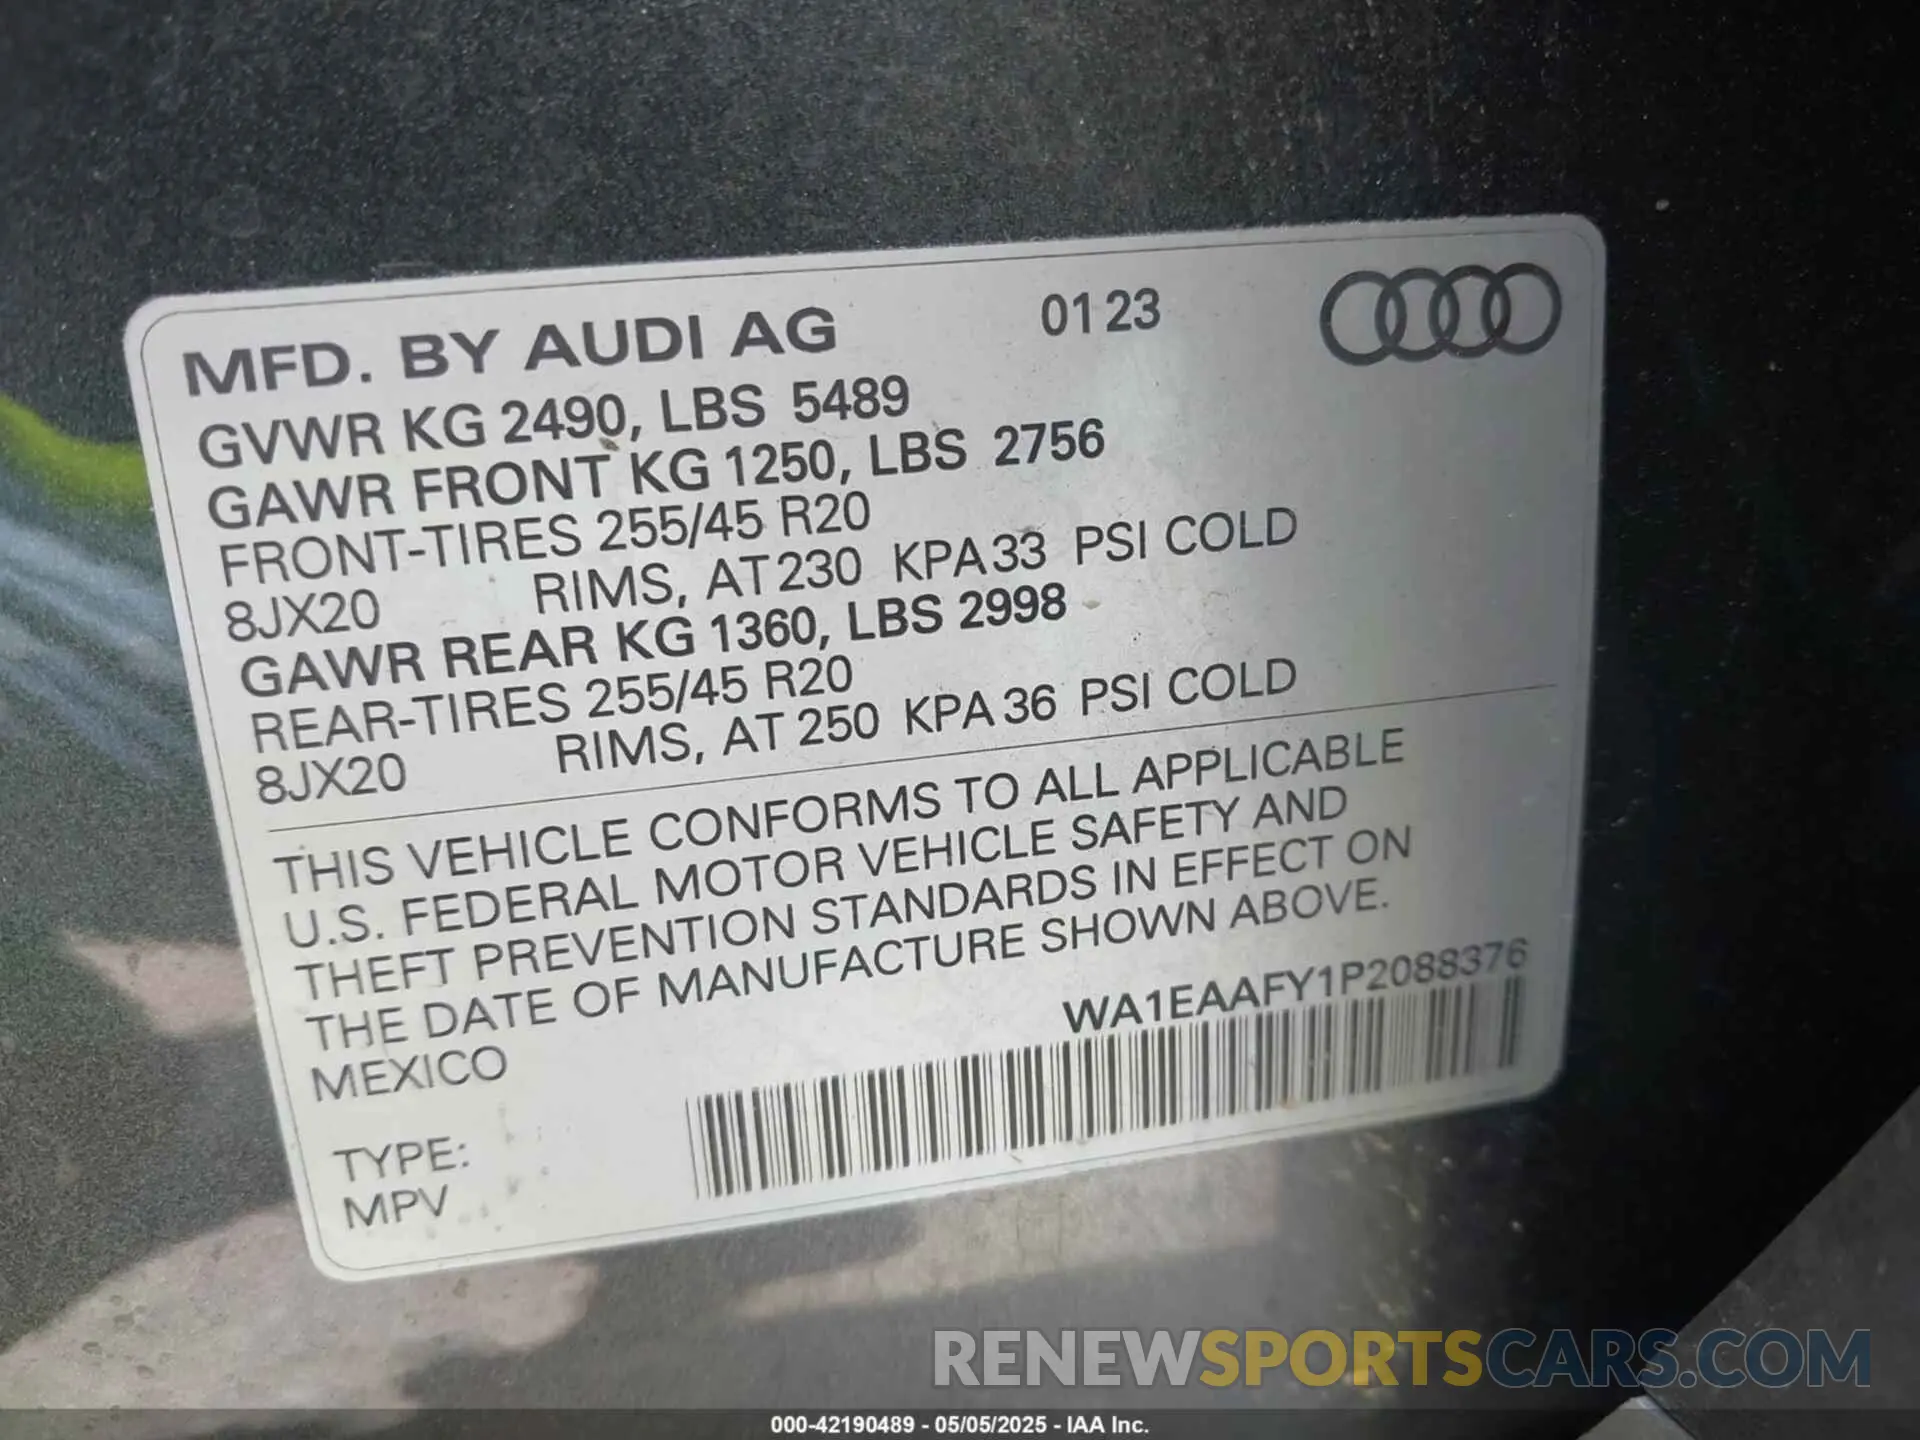 MFD. BY AUDI AG 01 23
GVWR KG 2490, LBS 5489
GAWR FRONT KG 1250, LBS 2756
FRONT-TIRES 255/45 R20
8JX20 RIMS, AT 230 KPA 33 PSI COLD
GAWR REAR KG 1360, LBS 2998
REAR-TIRES 255/45 R20
8JX20 RIMS, AT 250 KPA 36 PSI COLD
THIS VEHICLE CONFORMS TO ALL APPLICABLE
U.S. FEDERAL MOTOR VEHICLE SAFETY AND
THEFT PREVENTION STANDARDS IN EFFECT ON
THE DATE OF MANUFACTURE SHOWN ABOVE.
MEXICO
WA1EAAFY1P2088376
TYPE:
MPV
RENEWSPORTSCARS.COM
000-42190489 - 05/05/2025 - IAA Inc.